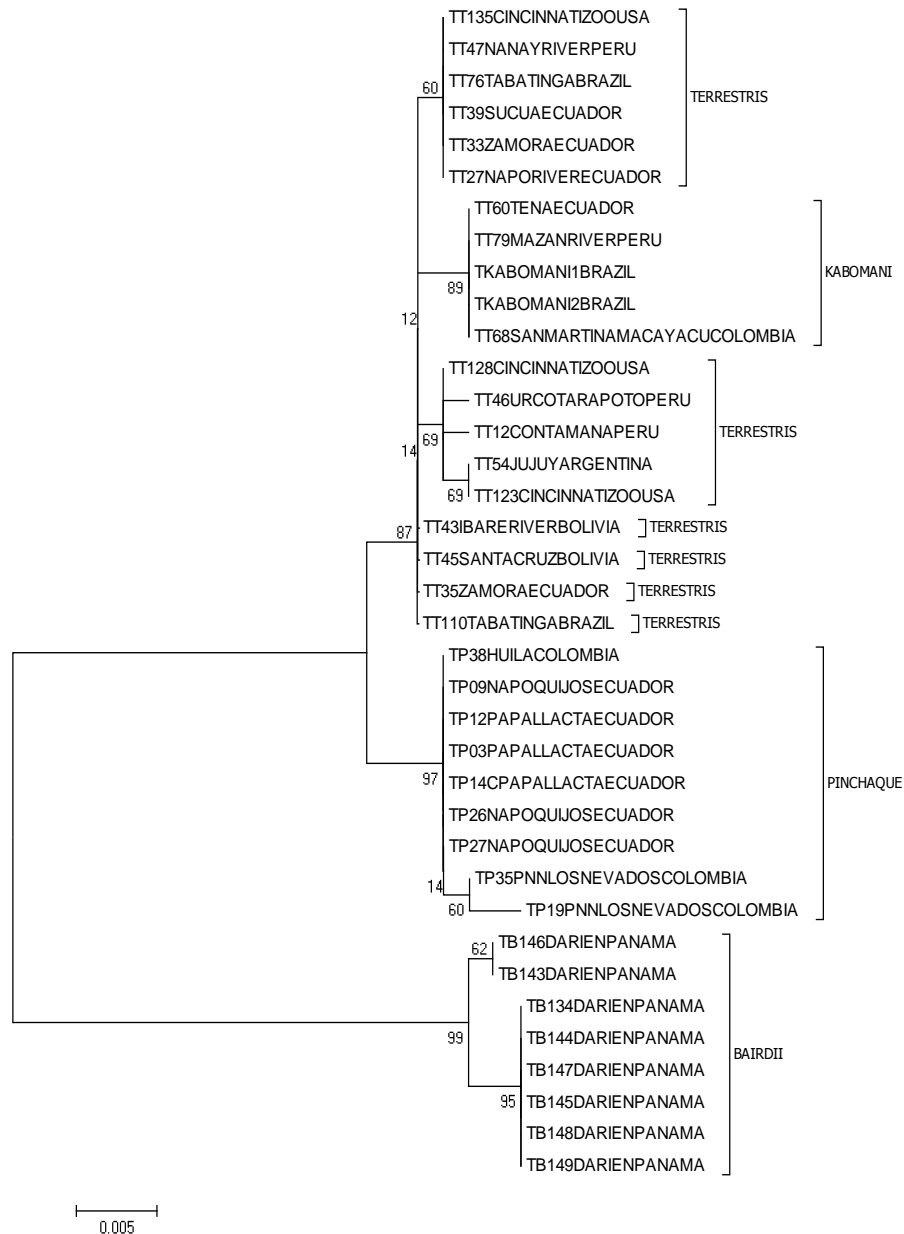 TT135CINCINNATIZOOUSA
TT47NANAYRIVERPERU
TT76TABATINGABRAZIL
60
TT39SUCUAECUADOR
TERRESTRIS
TT33ZAMORAECUADOR
TT27NAPORIVERECUADOR
TT60TENAECUADOR
TT79MAZANRIVERPERU
TKABOMANI1BRAZIL
KABOMANI
89
TKABOMANI2BRAZIL
12
TT68SANMARTINAMACAYACUCOLOMBIA
TT128CINCINNATIZOOUSA
TT46URCOTARAPOTOPERU
TT12CONTAMANAPERU
TERRESTRIS
69
14
TT54JUJUYARGENTINA
69
TT123CINCINNATIZOOUSA
TT43IBARERIVERBOLIVIA
TERRESTRIS
87
TT45SANTACRUZBOLIVIA
TERRESTRIS
TT35ZAMORAECUADOR
TERRESTRIS
TT110TABATINGABRAZIL
TERRESTRIS
TP38HUILACOLOMBIA
TP09NAPOQUIJOSECUADOR
TP12PAPALLACTAECUADOR
TP03PAPALLACTAECUADOR
97
TP14CPAPALLACTAECUADOR
PINCHAQUE
TP26NAPOQUIJOSECUADOR
TP27NAPOQUIJOSECUADOR
14
TP35PNNLOSNEVADOSCOLOMBIA
60
TP19PNNLOSNEVADOSCOLOMBIA
62
TB146DARIENPANAMA
TB143DARIENPANAMA
TB134DARIENPANAMA
99
TB144DARIENPANAMA
BAIRDII
TB147DARIENPANAMA
95
TB145DARIENPANAMA
TB148DARIENPANAMA
TB149DARIENPANAMA
0.005